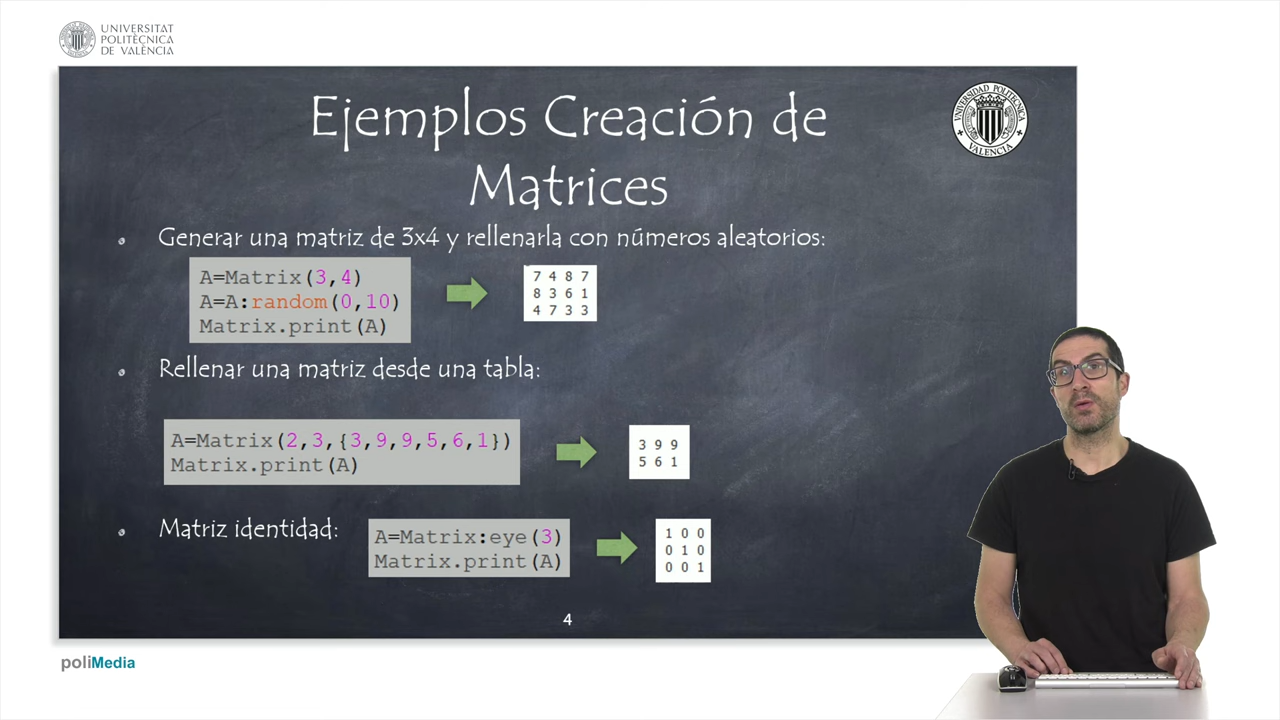 UNIVERSITAT
POLITÈCNICA
DE VALÈNCIA
Ejemplos Creación de
Matrices
UNIVERSIDAD POLITECNICA
VALENCIA
• Generar una matriz de 3x4 y rellenarla con números aleatorios:
A=Matrix(3,4)
A=A:random(0,10)
Matrix.print(A)
7 4 8 7
8 3 6 1
4 7 3 3
• Rellenar una matriz desde una tabla:
A=Matrix(2,3,{3,9,9,5,6,1})
Matrix.print(A)
3 9 9
5 6 1
• Matriz identidad:
A=Matrix:eye(3)
Matrix.print(A)
1 0 0
0 1 0
0 0 1
4
poliMedia